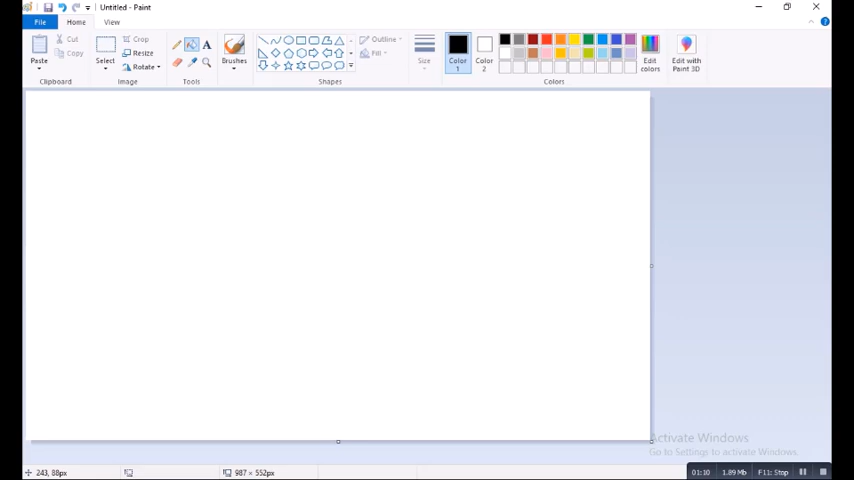 Untitled - Paint
File Home View
Paste
Cut
Copy
Clipboard
Select
Crop
Resize
Rotate
Image
A
Tools
Brushes
Outline
Fill
Shapes
Size
Color 1
Color 2
Edit colors
Edit with Paint 3D
Colors
Activate Windows
Go to Settings to activate Windows.
243, 88px
987 × 552px
01:10 1.89 Mb F11: Stop